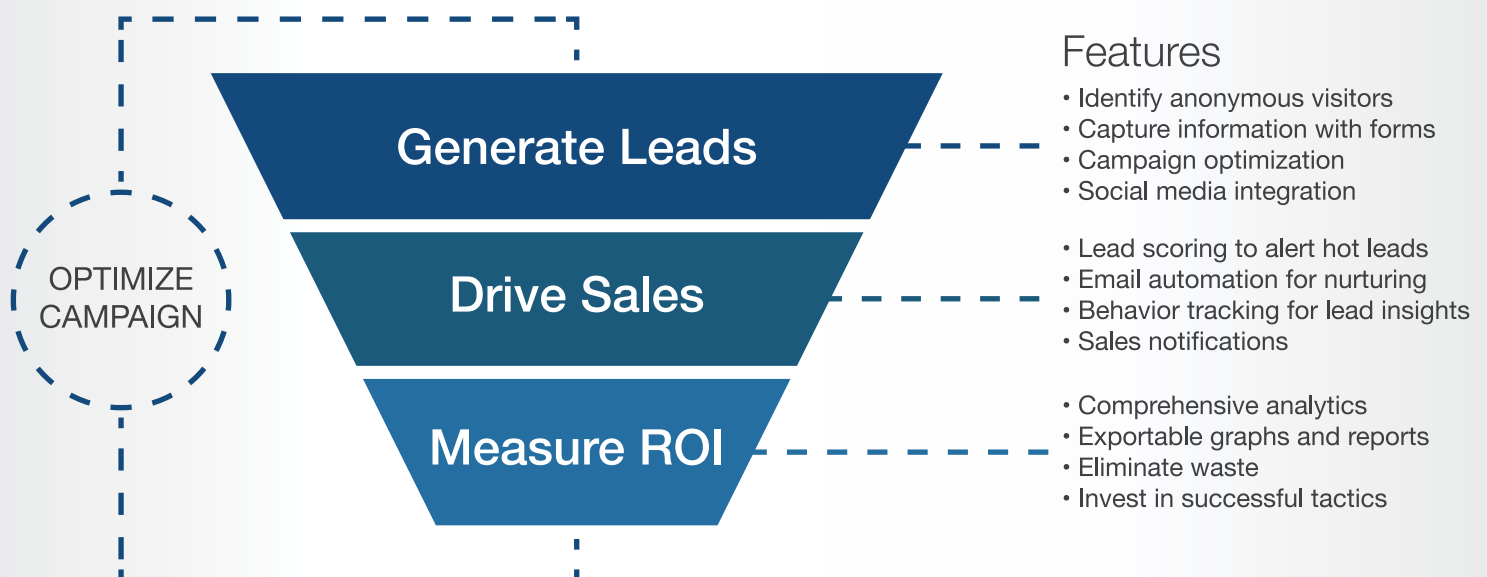 Features
Generate Leads
• Identify anonymous visitors
• Capture information with forms
• Campaign optimization
• Social media integration
OPTIMIZE
CAMPAIGN
Drive Sales
• Lead scoring to alert hot leads
• Email automation for nurturing
• Behavior tracking for lead insights
• Sales notifications
Measure ROI
• Comprehensive analytics
• Exportable graphs and reports
• Eliminate waste
• Invest in successful tactics